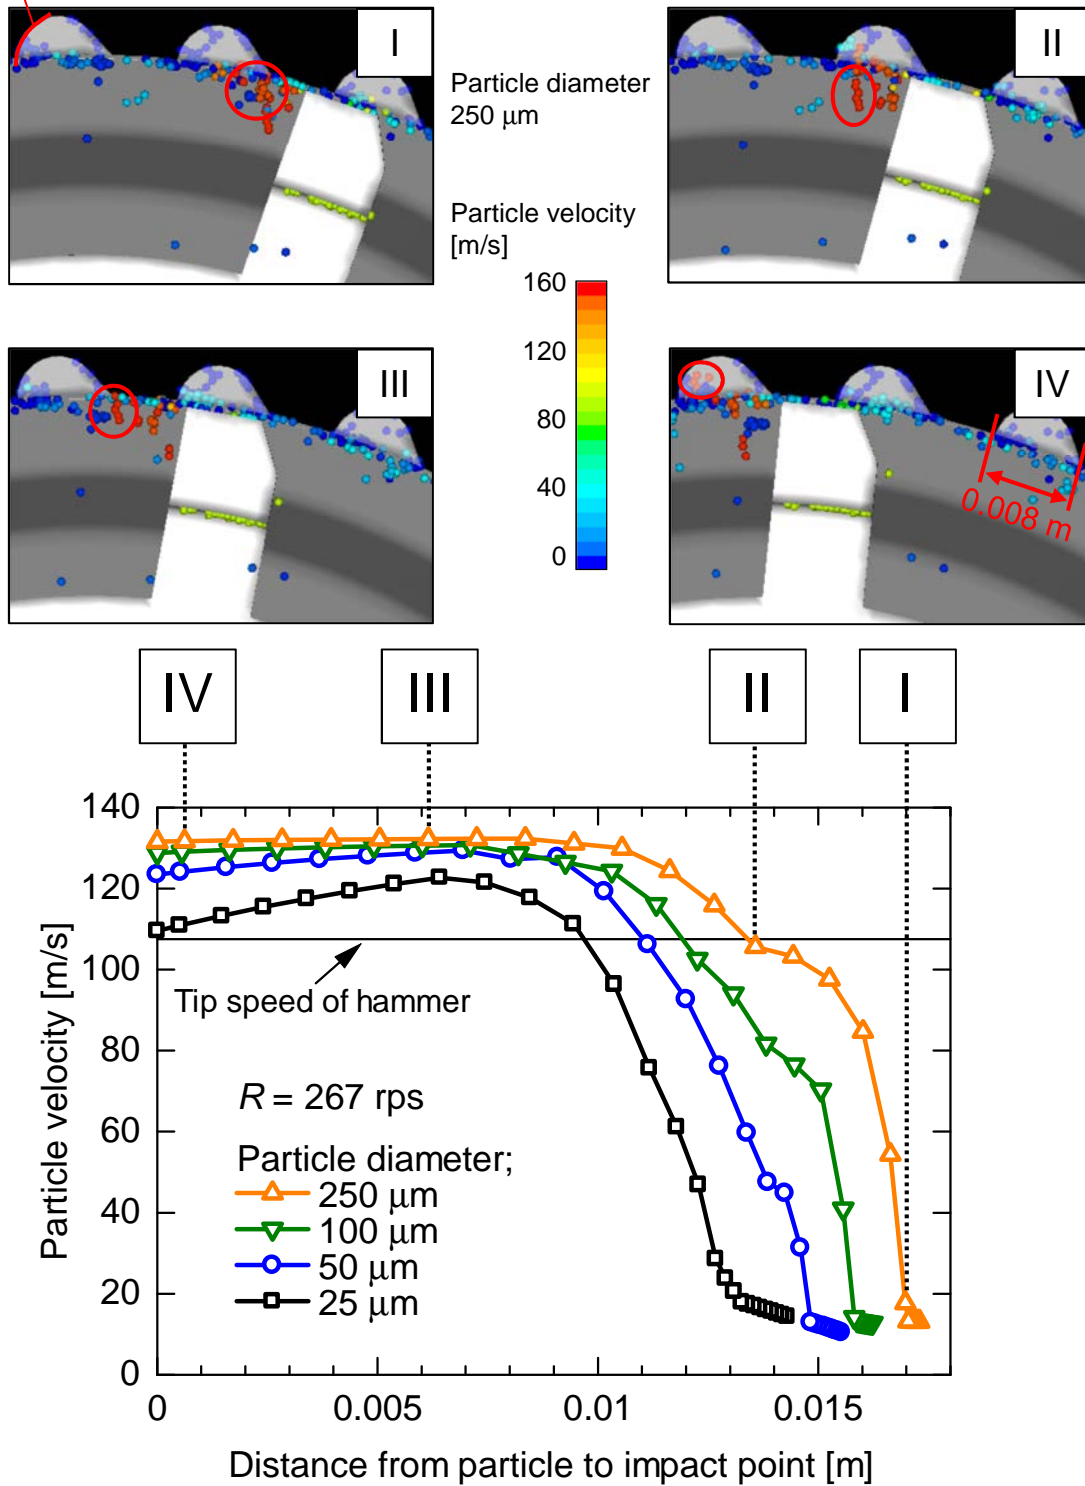 I
Particle diameter
250 μm
II
Particle velocity
[m/s]
160
120
80
40
0
III
IV
0.008 m
IV
III
II
I
140
120
100
80
60
40
20
0
Particle velocity [m/s]
Tip speed of hammer
R = 267 rps
Particle diameter;
250 μm
100 μm
50 μm
25 μm
0
0.005
0.01
0.015
Distance from particle to impact point [m]